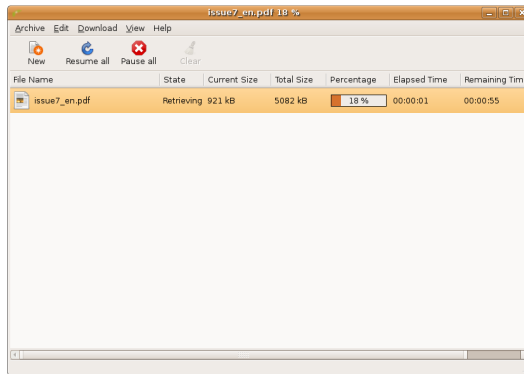 issue7_en.pdf 18 %
Archive Edit Download View Help
New Resume all Pause all Clear
File Name State Current Size Total Size Percentage Elapsed Time Remaining Tim
issue7_en.pdf Retrieving 921 kB 5082 kB 18 % 00:00:01 00:00:55